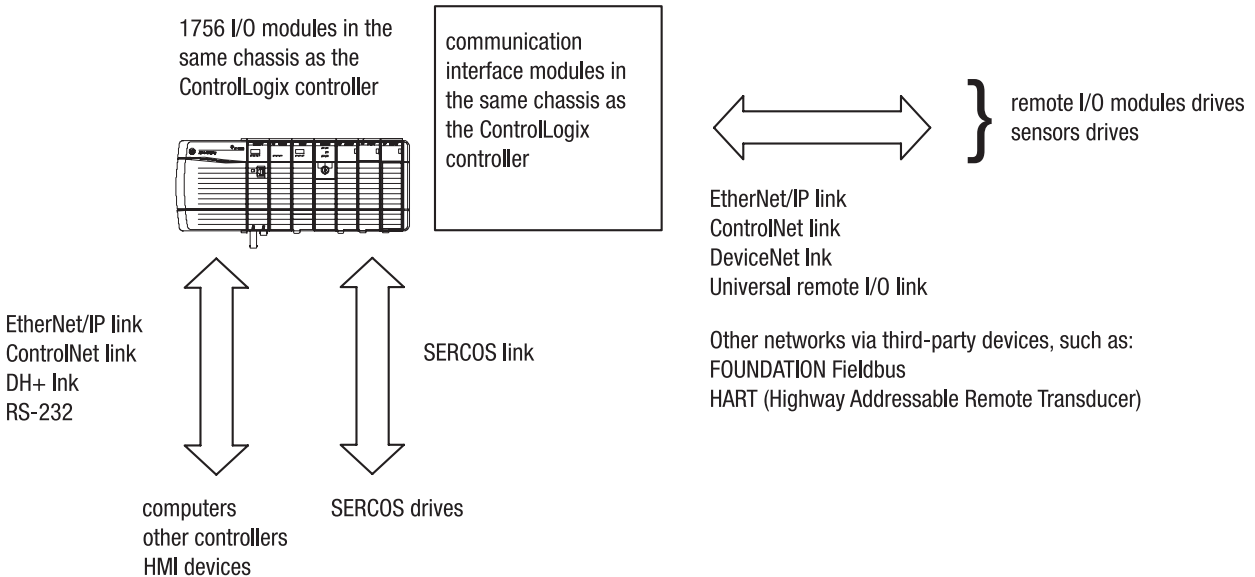 1756 I/O modules in the
same chassis as the
ControlLogix controller
communication
interface modules in
the same chassis as
the ControlLogix
controller
remote I/O modules drives
sensors drives
EtherNet/IP link
ControlNet link
DeviceNet lnk
Universal remote I/O link
Other networks via third-party devices, such as:
FOUNDATION Fieldbus
HART (Highway Addressable Remote Transducer)
EtherNet/IP link
ControlNet link
DH+ lnk
RS-232
SERCOS link
computers
other controllers
HMI devices
SERCOS drives